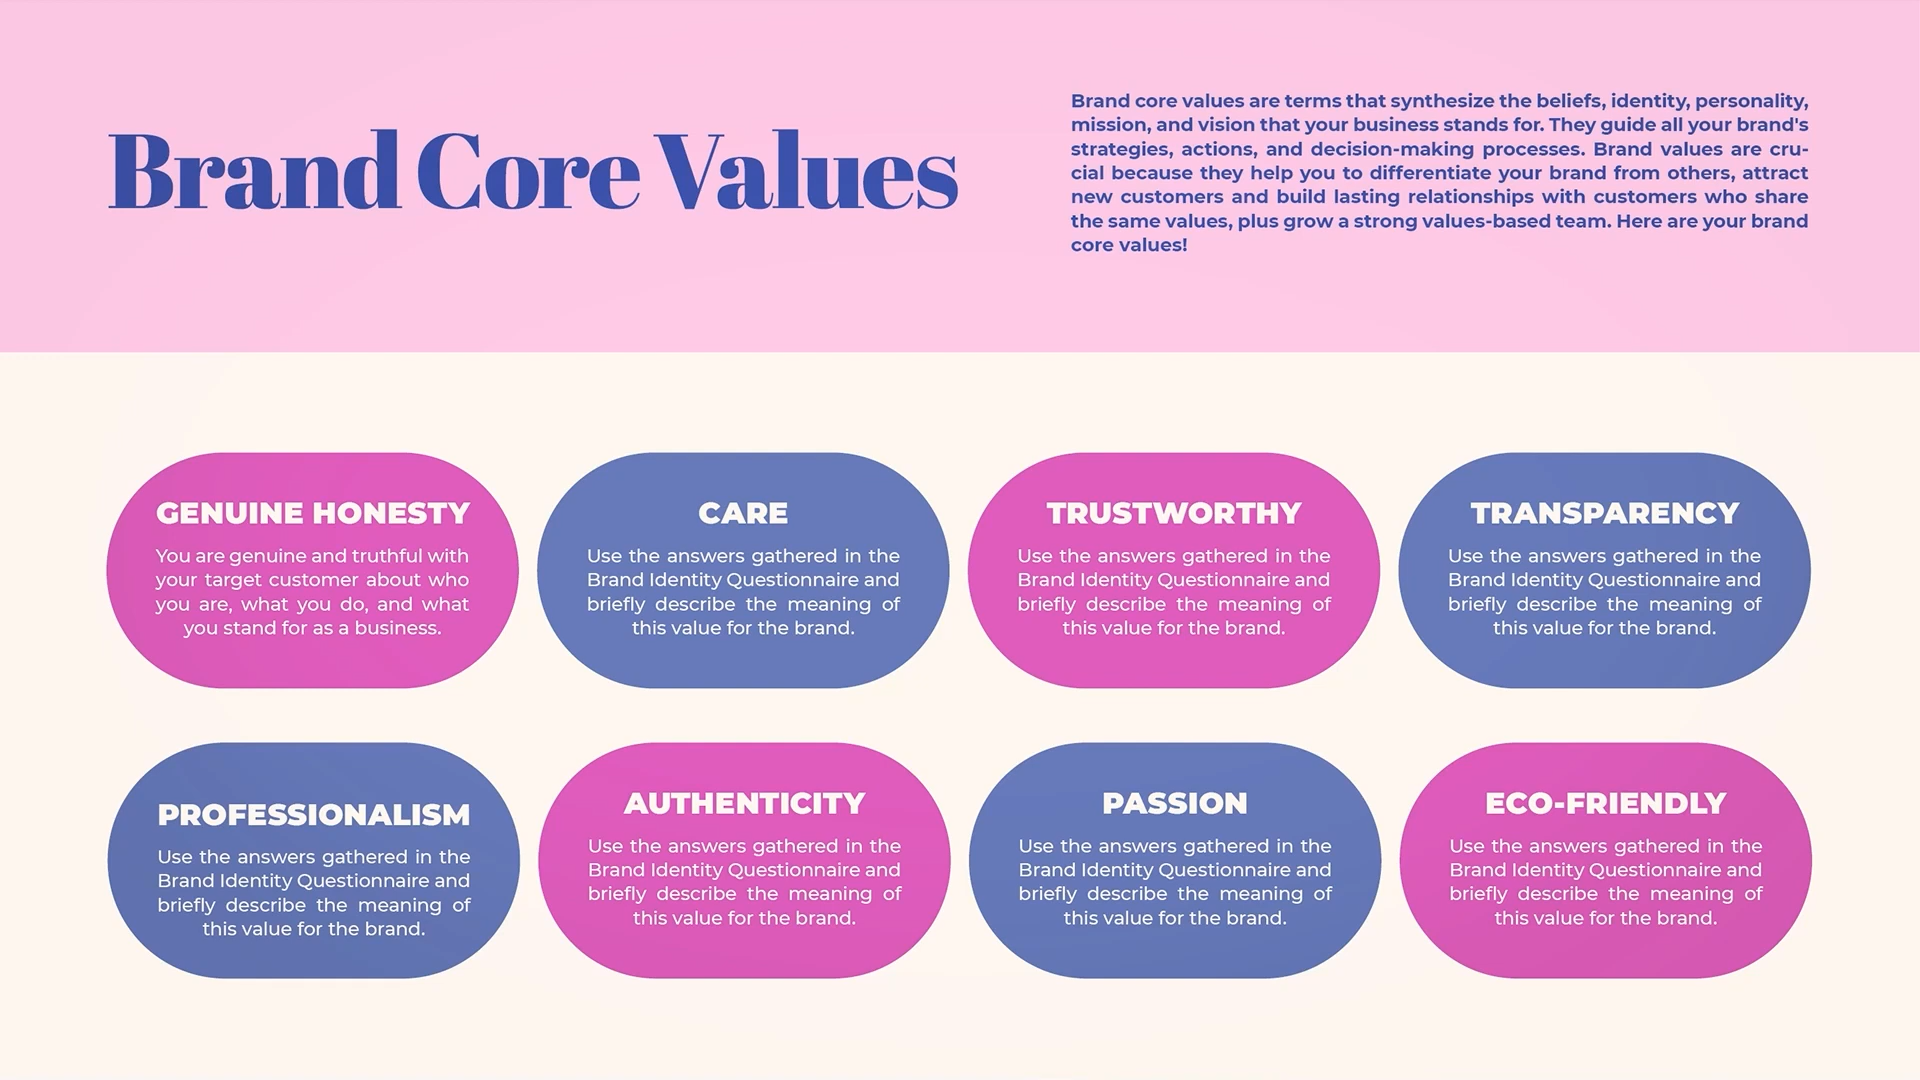 Brand Core Values
Brand core values are terms that synthesize the beliefs, identity, personality,
mission, and vision that your business stands for. They guide all your brand's
strategies, actions, and decision-making processes. Brand values are cru-
cial because they help you to differentiate your brand from others, attract
new customers and build lasting relationships with customers who share
the same values, plus grow a strong values-based team. Here are your brand
core values!
GENUINE HONESTY
You are genuine and truthful with
your target customer about who
you are, what you do, and what
you stand for as a business.
CARE
Use the answers gathered in the
Brand Identity Questionnaire and
briefly describe the meaning of
this value for the brand.
TRUSTWORTHY
Use the answers gathered in the
Brand Identity Questionnaire and
briefly describe the meaning of
this value for the brand.
TRANSPARENCY
Use the answers gathered in the
Brand Identity Questionnaire and
briefly describe the meaning of
this value for the brand.
PROFESSIONALISM
Use the answers gathered in the
Brand Identity Questionnaire and
briefly describe the meaning of
this value for the brand.
AUTHENTICITY
Use the answers gathered in the
Brand Identity Questionnaire and
briefly describe the meaning of
this value for the brand.
PASSION
Use the answers gathered in the
Brand Identity Questionnaire and
briefly describe the meaning of
this value for the brand.
ECO-FRIENDLY
Use the answers gathered in the
Brand Identity Questionnaire and
briefly describe the meaning of
this value for the brand.